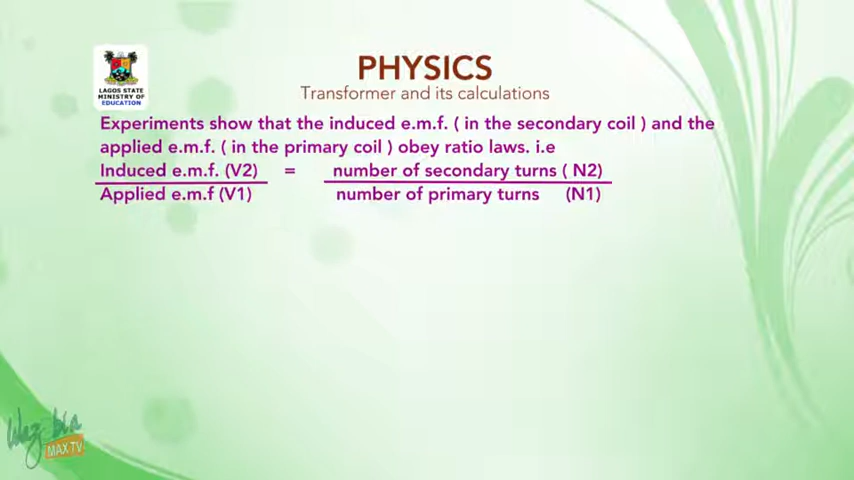 LAGOS STATE
MINISTRY OF
EDUCATION
PHYSICS
Transformer and its calculations
Experiments show that the induced e.m.f. ( in the secondary coil ) and the
applied e.m.f. ( in the primary coil ) obey ratio laws. i.e
Induced e.m.f. (V2) = number of secondary turns ( N2)
Applied e.m.f (V1) number of primary turns (N1)
Wazobia
MAX TV